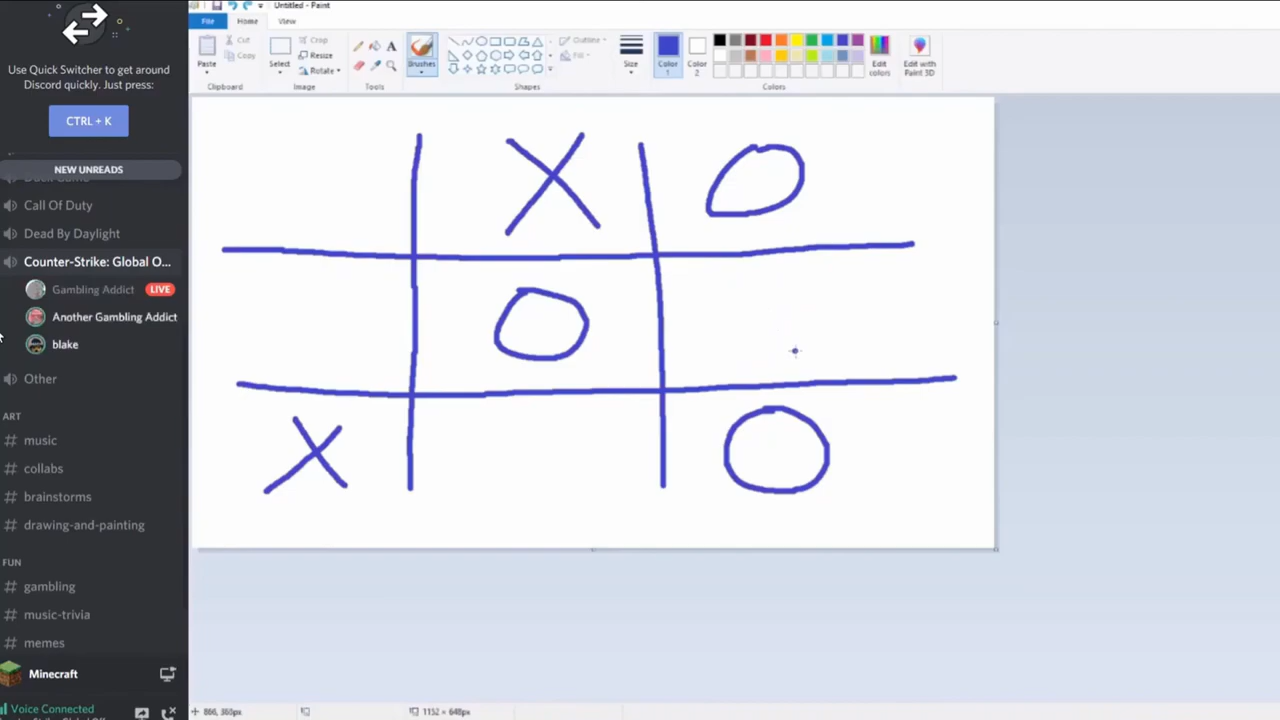 Untitled - Paint
File
Home
View
Use Quick Switcher to get around
Discord quickly. Just press:
CTRL + K
NEW UNREADS
Call Of Duty
Dead By Daylight
Counter-Strike: Global O...
Gambling Addict
LIVE
Another Gambling Addict
blake
Other
ART
# music
# collabs
# brainstorms
# drawing-and-painting
FUN
# gambling
# music-trivia
# memes
Minecraft
Voice Connected
Paste
Cut
Copy
Clipboard
Select
Crop
Resize
Rotate
Image
A
Tools
Brushes
Outline
Fill
Shapes
Size
Color
1
Color
2
Edit
colors
Colors
Edit with
Paint 3D
X O
O
X O
866, 360px
1152 × 648px